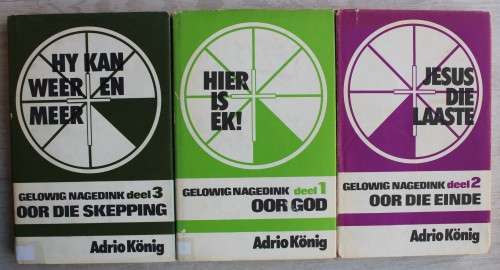 HY KAN
WEER EN
MEER
GELOWIG NAGEDINK deel 3
OOR DIE SKEPPING
Adrio König
HIER
IS
EK!
GELOWIG NAGEDINK deel 1
OOR GOD
Adrio König
JESUS
DIE
LAASTE
GELOWIG NAGEDINK deel 2
OOR DIE EINDE
Adrio König